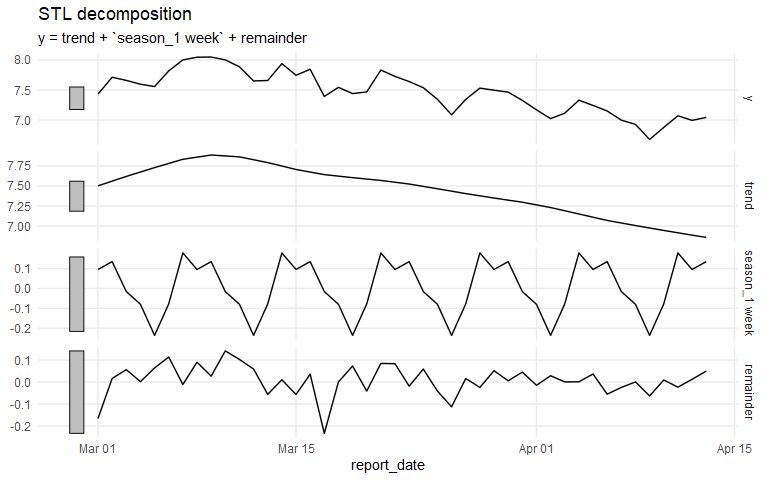 STL decomposition
y = trend + `season_1 week` + remainder
8.0
7.5
7.0
y
7.75
7.50
7.25
7.00
trend
0.1
0.0
-0.1
-0.2
season_1 week
0.1
0.0
-0.1
-0.2
remainder
Mar 01 Mar 15 Apr 01 Apr 15
report_date